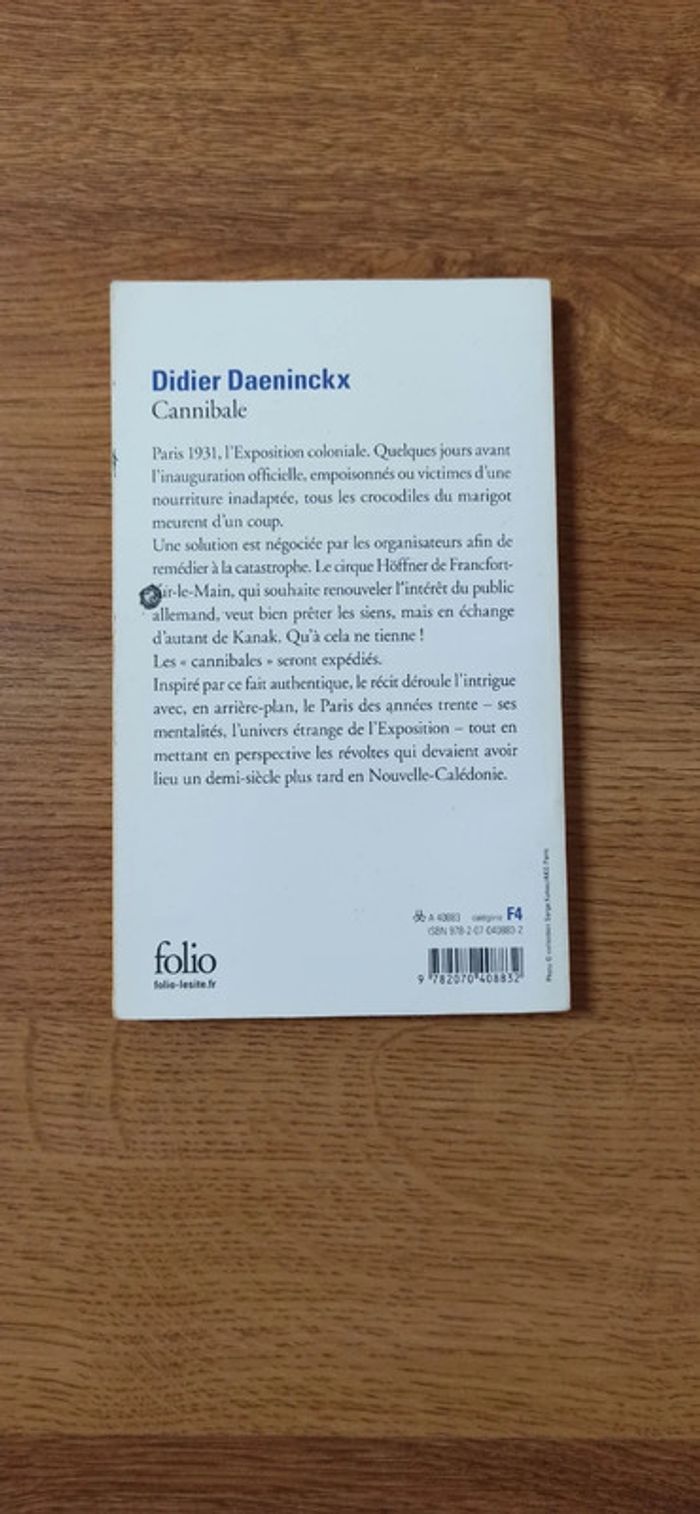 Didier Daeninckx
Cannibale
Paris 1931, l'Exposition coloniale. Quelques jours avant
l'inauguration officielle, empoisonnés ou victimes d'une
nourriture inadaptée, tous les crocodiles du marigot
meurent d'un coup.
Une solution est négociée par les organisateurs afin de
remédier à la catastrophe. Le cirque Höffner de Francfort-
sur-le-Main, qui souhaite renouveler l'intérêt du public
allemand, veut bien prêter les siens, mais en échange
d'autant de Kanak. Qu'à cela ne tienne !
Les « cannibales » seront expédiés.
Inspiré par ce fait authentique, le récit déroule l'intrigue
avec, en arrière-plan, le Paris des années trente – ses
mentalités, l'univers étrange de l'Exposition – tout en
mettant en perspective les révoltes qui devaient avoir
lieu un demi-siècle plus tard en Nouvelle-Calédonie.
A 40883 catégorie F4
ISBN 978-2-07-040883-2
folio
folio-lesite.fr
9 782070 408832
Photo © collection